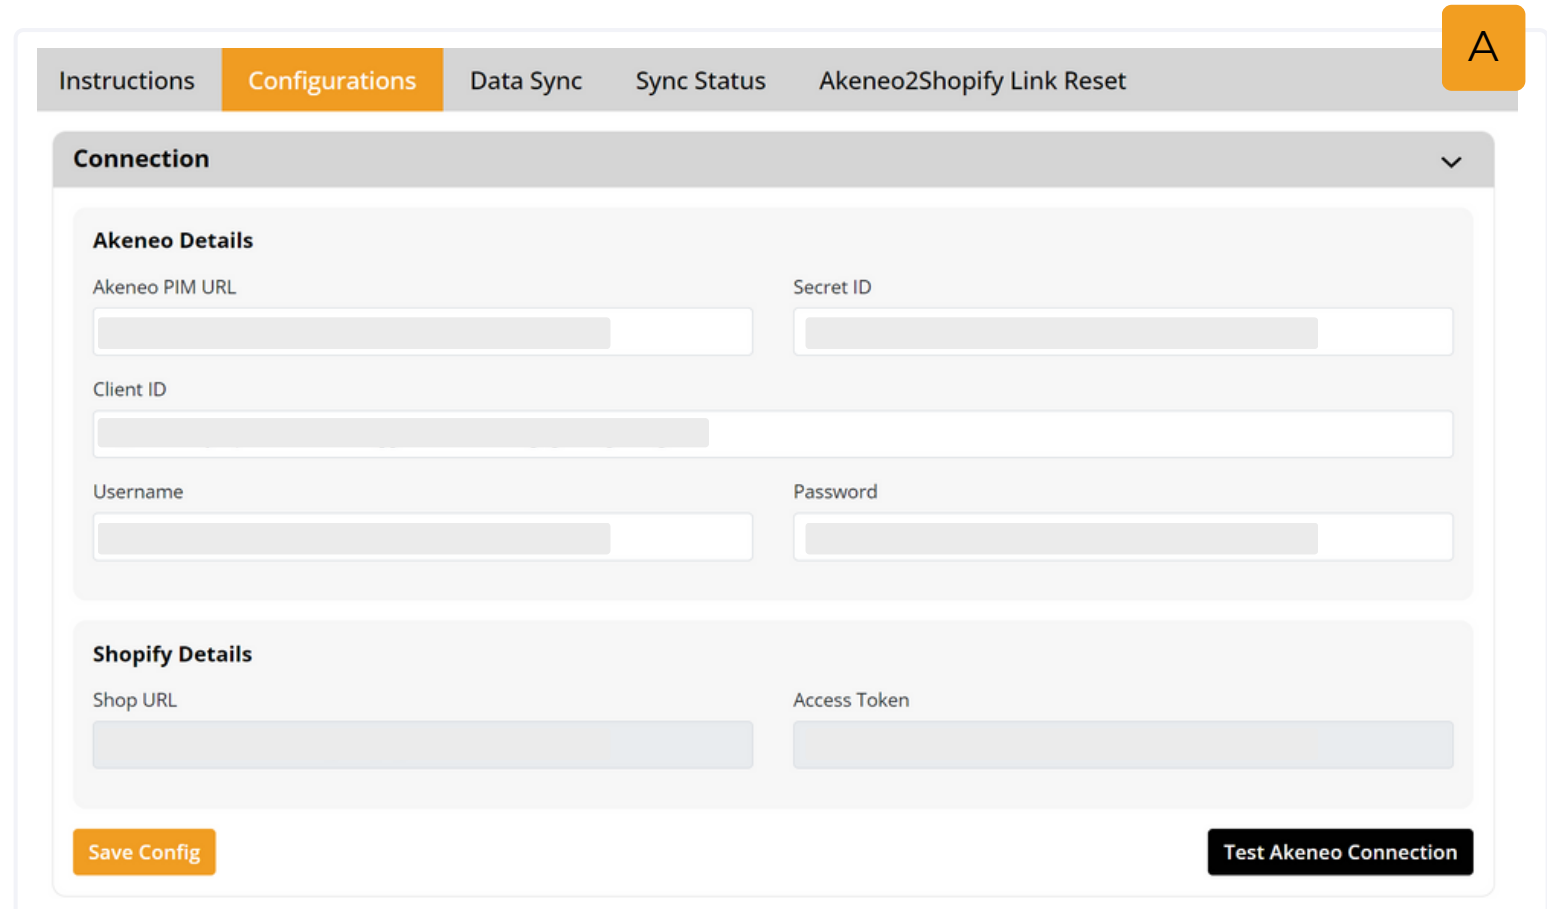 A
Instructions Configurations Data Sync Sync Status Akeneo2Shopify Link Reset
Connection
Akeneo Details
Akeneo PIM URL Secret ID
Client ID
Username Password
Shopify Details
Shop URL Access Token
Save Config Test Akeneo Connection